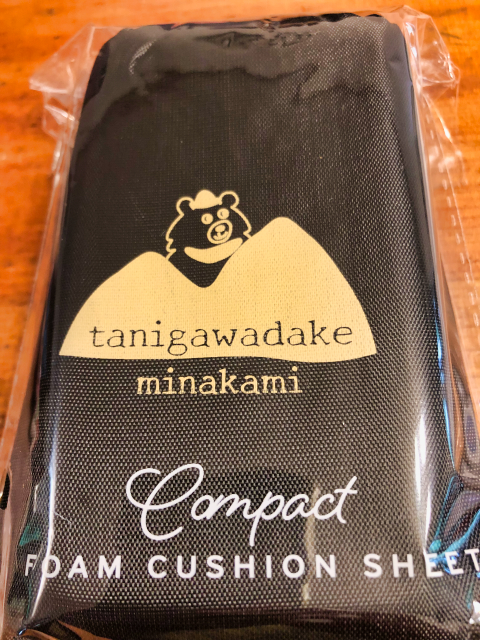 tanigawadake
minakami
Compact
FOAM CUSHION SHEET